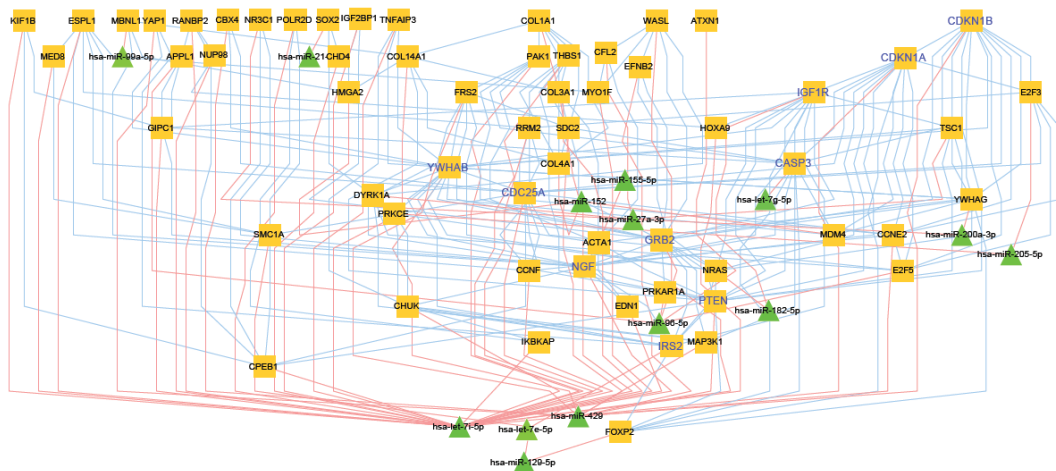 KIF1B ESPL1 MBNL1 YAP1 RANBP2 CBX4 NR3C1 POLR2D SOX2 IGF2BP1 TNFAIP3 COL1A1 WASL ATXN1 CDKN1B
MED8 hsa-miR-99a-5p APPL1 NUP98 hsa-miR-21 CHD4 COL14A1 PAK1 THBS1 CFL2 EFNB2 CDKN1A
HMGA2 FRS2 COL3A1 MYO1F IGF1R E2F3
GIPC1 RRM2 SDC2 HOXA9 TSC1
YWHAB COL4A1 CASP3
DYRK1A CDC25A hsa-miR-155-5p hsa-miR-152 hsa-let-7g-5p YWHAG
PRKCE hsa-miR-27a-3p
SMC1A ACTA1 GRB2 MDM4 CCNE2 hsa-miR-200a-3p
CCNF NGF NRAS E2F5 hsa-miR-205-5p
CHUK EDN1 PRKAR1A PTEN hsa-miR-182-5p
hsa-miR-96-5p
IKBKAP IRS2 MAP3K1
CPEB1
hsa-miR-429
hsa-let-7i-5p hsa-let-7e-5p FOXP2
hsa-miR-129-5p